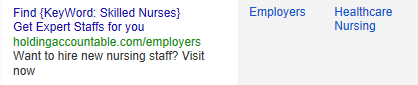 Find {KeyWord: Skilled Nurses}
Get Expert Staffs for you
holdingaccountable.com/employers
Want to hire new nursing staff? Visit
now
Employers
Healthcare
Nursing